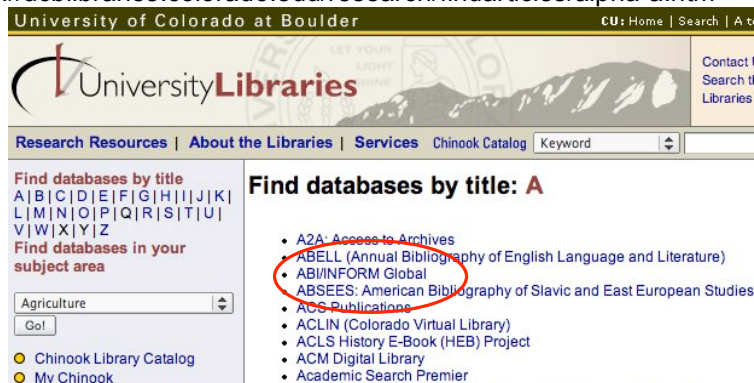 University of Colorado at Boulder
CU: Home | Search | A to
LET YOUR
LIGHT
SHINE
UniversityLibraries
Contact
Search th
Libraries
Research Resources | About the Libraries | Services Chinook Catalog Keyword
Find databases by title
A|B|C|D|E|F|G|H|I|J|K|
L|M|N|O|P|Q|R|S|T|U|
V|W|X|Y|Z
Find databases in your
subject area
Agriculture
Go!
Chinook Library Catalog
My Chinook
Find databases by title: A
A2A: Access to Archives
ABELL (Annual Bibliography of English Language and Literature)
ABI/INFORM Global
ABSEES: American Bibliography of Slavic and East European Studies
ACS Publications
ACLIN (Colorado Virtual Library)
ACLS History E-Book (HEB) Project
ACM Digital Library
Academic Search Premier